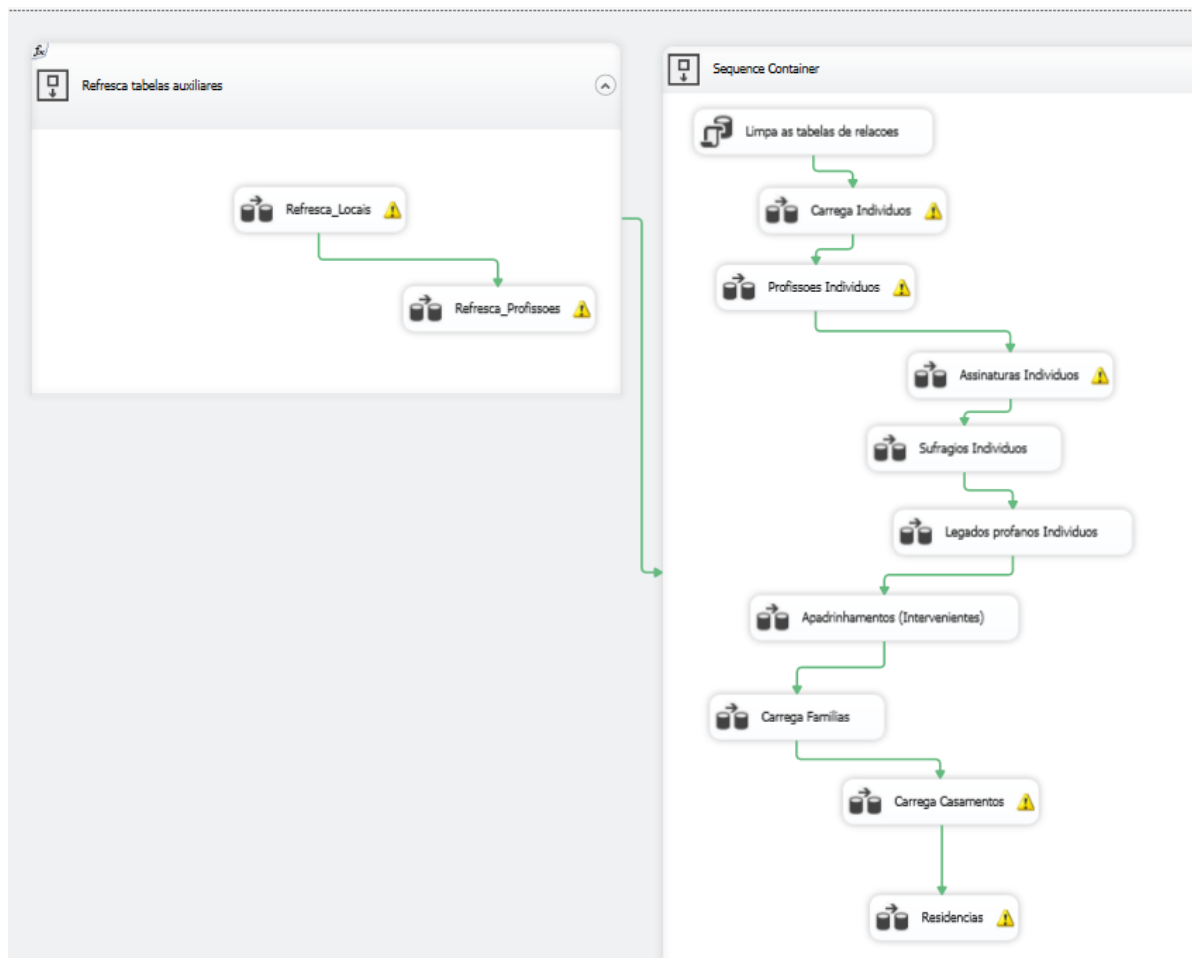 fx
Refresca tabelas auxiliares
Refresca_Locais
Refresca_Profissoes
Sequence Container
Limpa as tabelas de relacoes
Carrega Individuos
Profissoes Individuos
Assinaturas Individuos
Sufragios Individuos
Legados profanos Individuos
Apadrinhamentos (Intervenientes)
Carrega Familias
Carrega Casamentos
Residencias